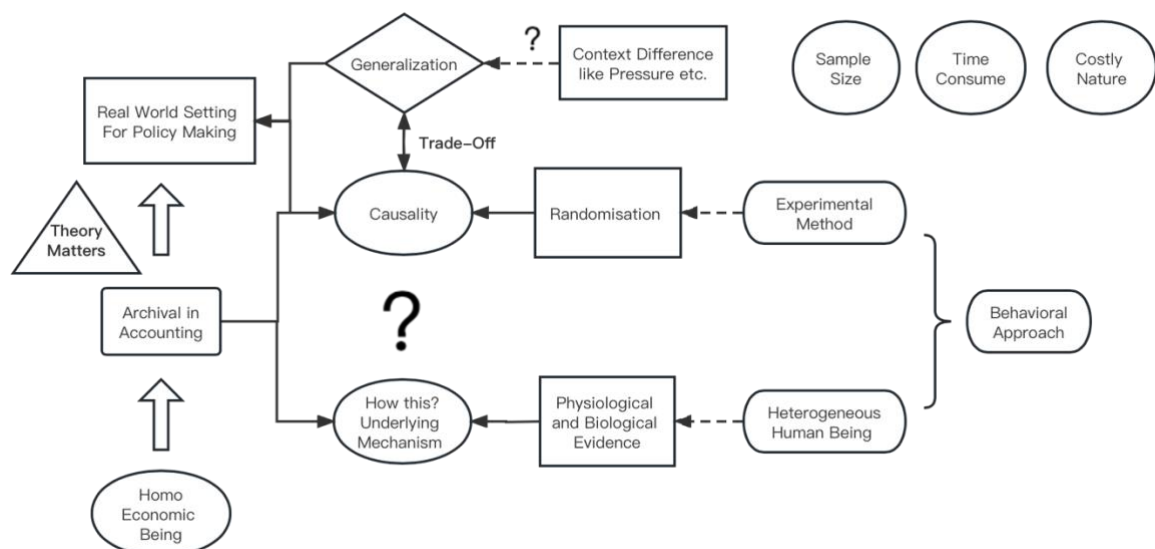 ?
Generalization
Context Difference
like Pressure etc.
Sample
Size
Time
Consume
Costly
Nature
Real World Setting
For Policy Making
Trade-Off
Theory
Matters
Causality
Randomisation
Experimental
Method
Archival in
Accounting
?
Behavioral
Approach
How this?
Underlying
Mechanism
Physiological
and Biological
Evidence
Heterogeneous
Human Being
Homo
Economic
Being